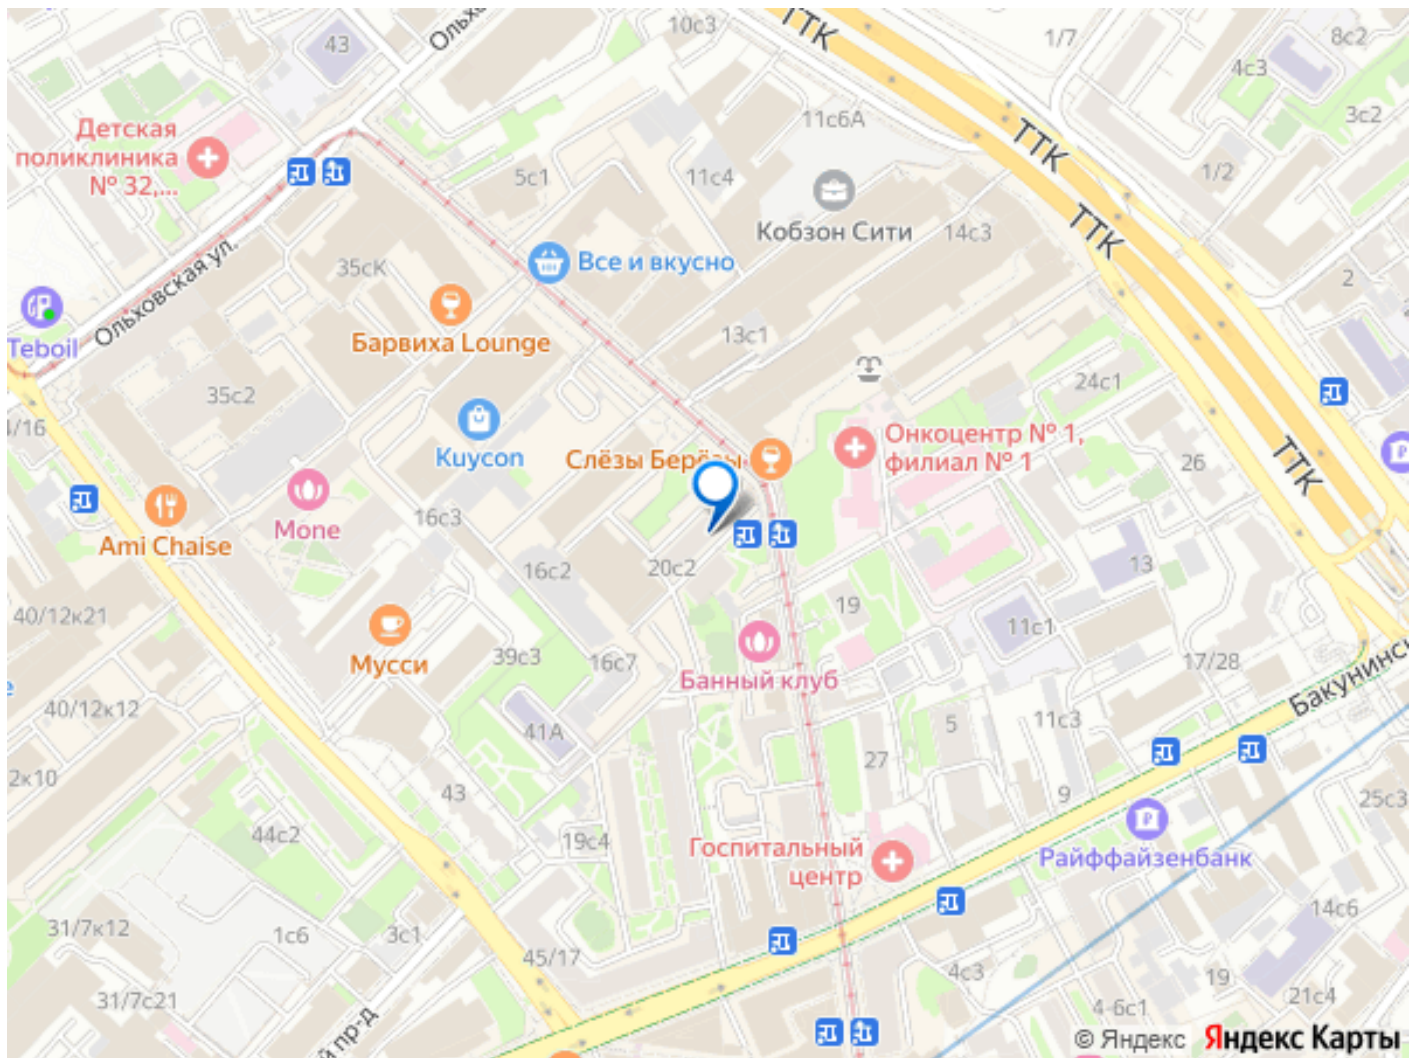 10с3
ТТК
1/7
8с2
43
4с3
3с2
Детская
поликлиника
№ 32,...
11с6А
ТТК
5с1
11с4
1/2
Кобзон Сити
14с3
ТТК
Ольховская ул.
35сК
Все и вкусно
2
Teboil
Барвиха Lounge
13с1
35с2
24с1
4/16
Kuycon
Слёзы Берёзы
Онкоцентр № 1,
филиал № 1
26
ТТК
Mone
16с3
Ami Chaise
16с2
20с2
13
40/12к21
19
11с1
Мусси
39с3
16с7
Банный клуб
17/28
Бакунинс
40/12к12
41А
5
11с3
27
2к10
43
9
25с3
44с2
19с4
Госпитальный
центр
Райффайзенбанк
31/7к12
1с6
3с1
45/17
14с6
4с3
19
31/7с21
й пр-д
4-6с1
21с4
© Яндекс Яндекс Карты